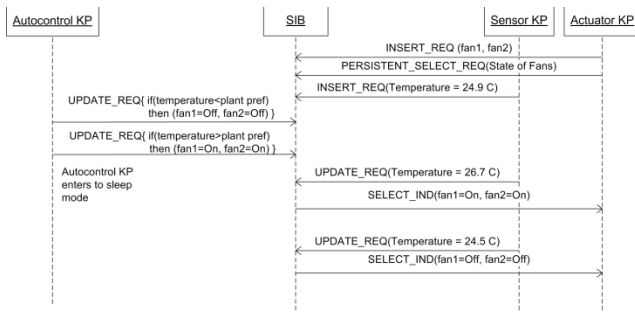 Autocontrol KP
SIB
Sensor KP
Actuator KP
INSERT_REQ (fan1, fan2)
PERSISTENT_SELECT_REQ(State of Fans)
INSERT_REQ(Temperature = 24.9 C)
UPDATE_REQ{ if(temperature<plant pref)
then (fan1=Off, fan2=Off) }
UPDATE_REQ{ if(temperature>plant pref)
then (fan1=On, fan2=On) }
Autocontrol KP
enters to sleep
mode
UPDATE_REQ(Temperature = 26.7 C)
SELECT_IND(fan1=On, fan2=On)
UPDATE_REQ(Temperature = 24.5 C)
SELECT_IND(fan1=Off, fan2=Off)